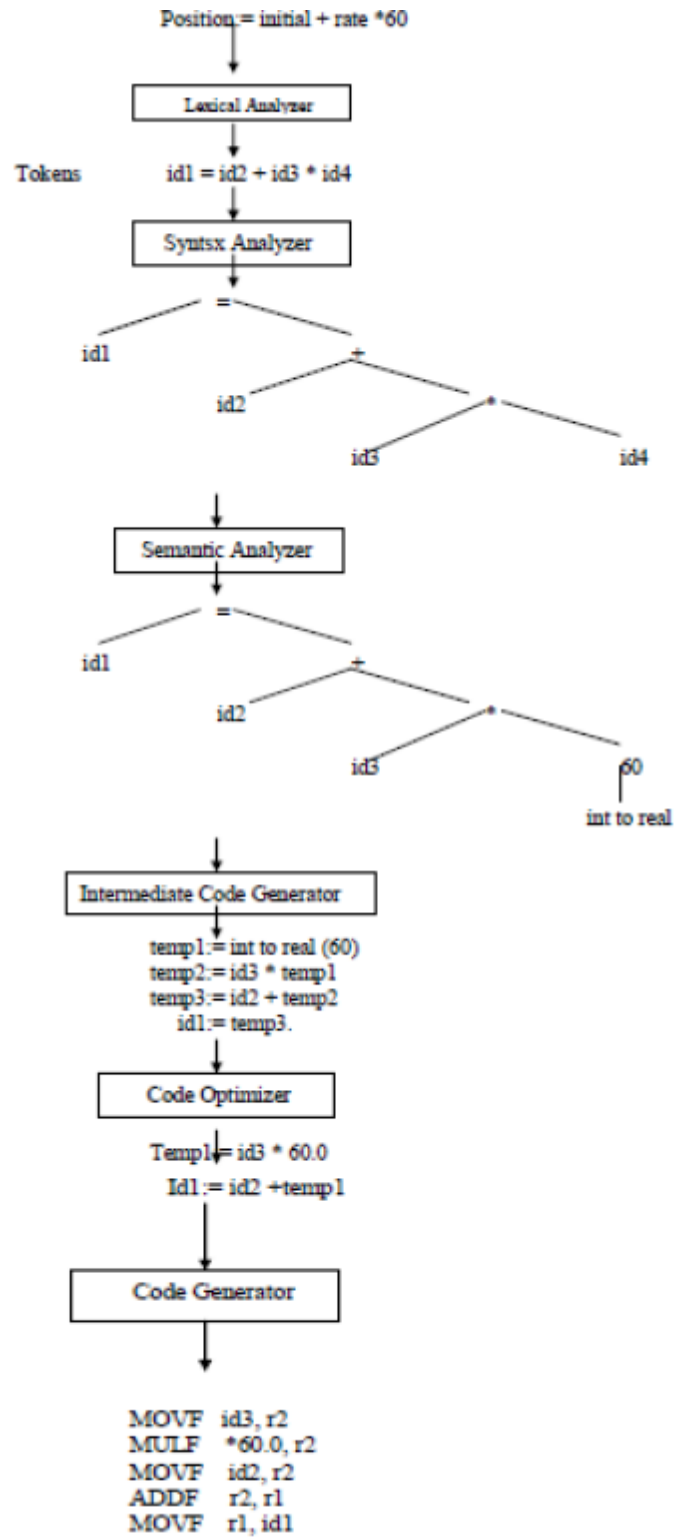 Position:= initial + rate *60
Lexical Analyzer
Tokens id1 = id2 + id3 * id4
Syntsx Analyzer
=
id1
+
id2
*
id3 id4
Semantic Analyzer
=
id1
+
id2
*
id3 60
int to real
Intermediate Code Generator
temp1:= int to real (60)
temp2:= id3 * temp1
temp3:= id2 + temp2
id1:= temp3.
Code Optimizer
Temp1:= id3 * 60.0
Id1:= id2 +temp1
Code Generator
MOVF id3, r2
MULF *60.0, r2
MOVF id2, r2
ADDF r2, r1
MOVF r1, id1